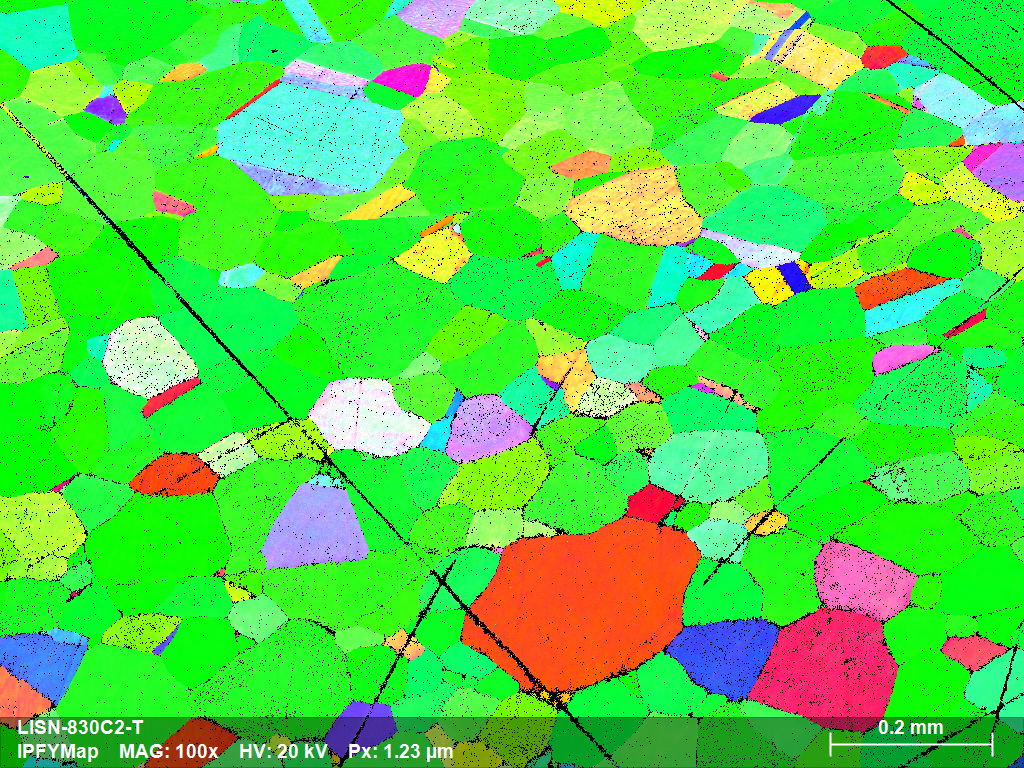 LISN-830C2-T
IPFYMap MAG: 100x HV: 20 kV Px: 1.23 µm
0.2 mm